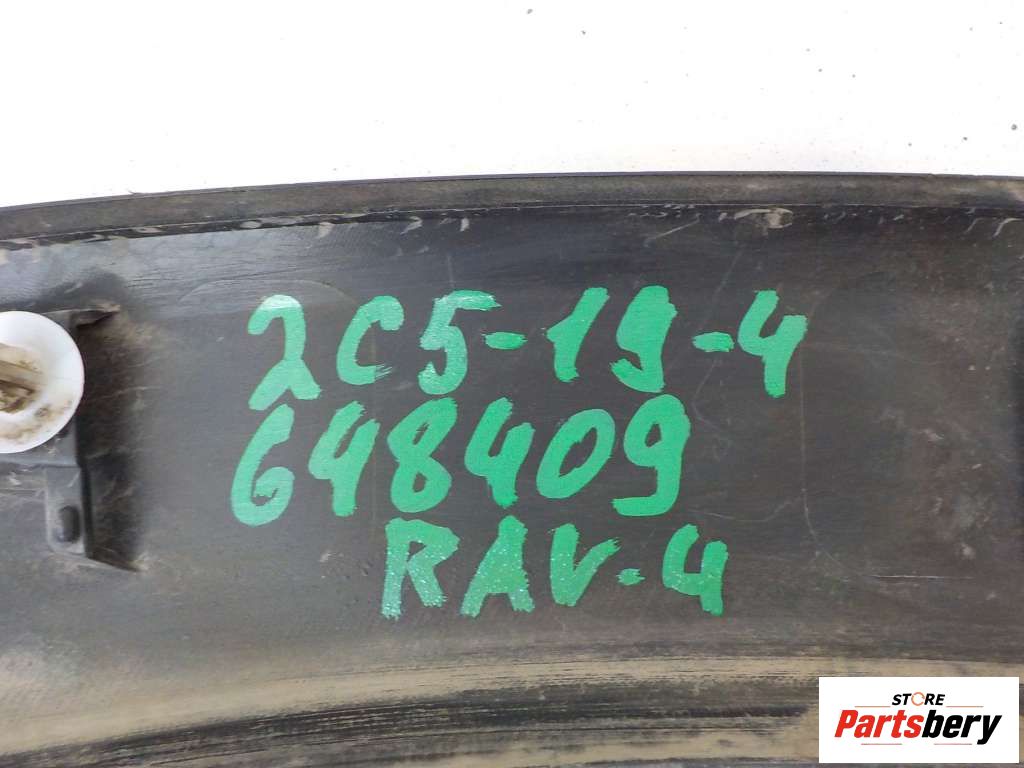 2C5-19-4
648409
RAV-4
STORE
Partsbery